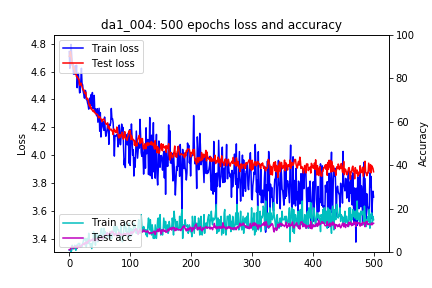 da1_004: 500 epochs loss and accuracy
4.8
4.6
4.4
4.2
4.0
3.8
3.6
3.4
Loss
Train loss
Test loss
Train acc
Test acc
100
80
60
40
20
0
Accuracy
0 100 200 300 400 500